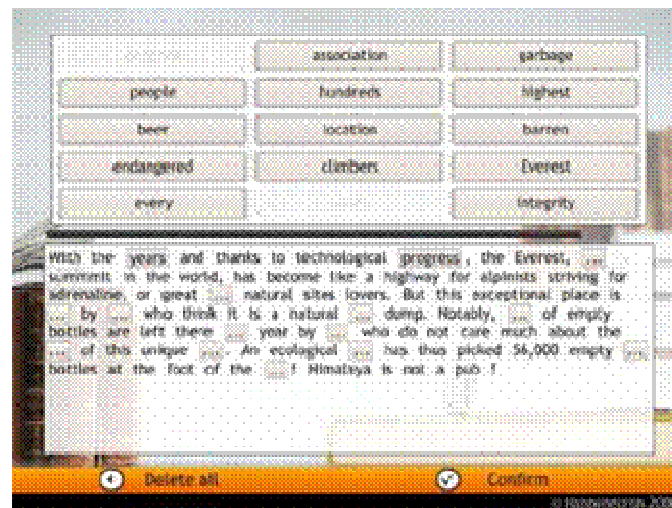 association garbage
people hundreds highest
beer location barren
endangered climbers Everest
every integrity
With the years and thanks to technological progress , the Everest, ...
summit in the world, has become like a highway for alpinists striving for
adrenaline, or great ... natural sites lovers. But this exceptional place is
... by ... who think it is a natural ... dump. Notably, ... of empty
bottles are left there ... year by ... who do not care much about the
... of this unique .... An ecological ... has thus picked 56,000 empty ...
bottles at the foot of the ... ! Himalaya is not a pub !
Delete all Confirm